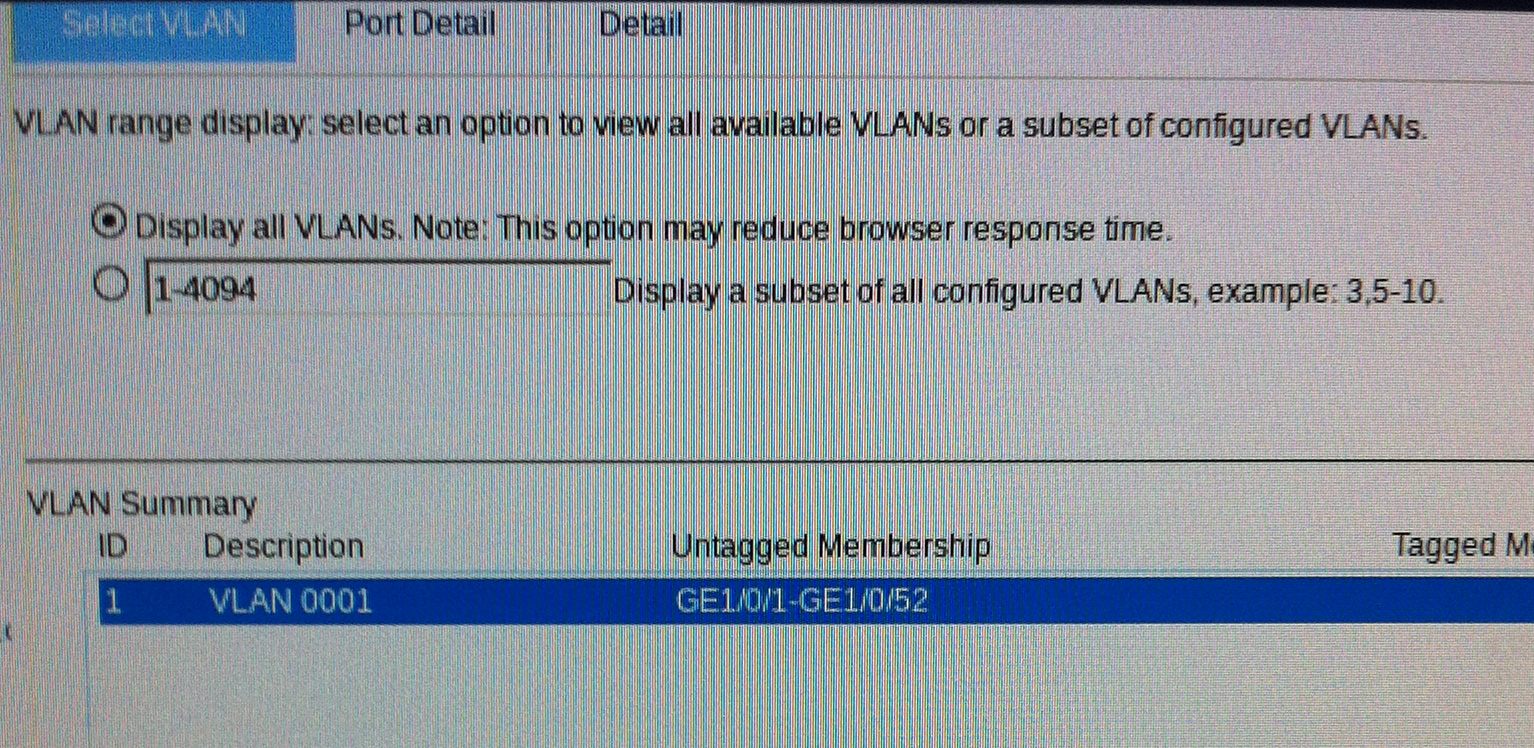 Select VLAN Port Detail Detail
VLAN range display: select an option to view all available VLANs or a subset of configured VLANs.
Display all VLANs. Note: This option may reduce browser response time.
1-4094 Display a subset of all configured VLANs, example: 3,5-10.
VLAN Summary
ID Description Untagged Membership Tagged
1 VLAN 0001 GE1/0/1-GE1/0/52